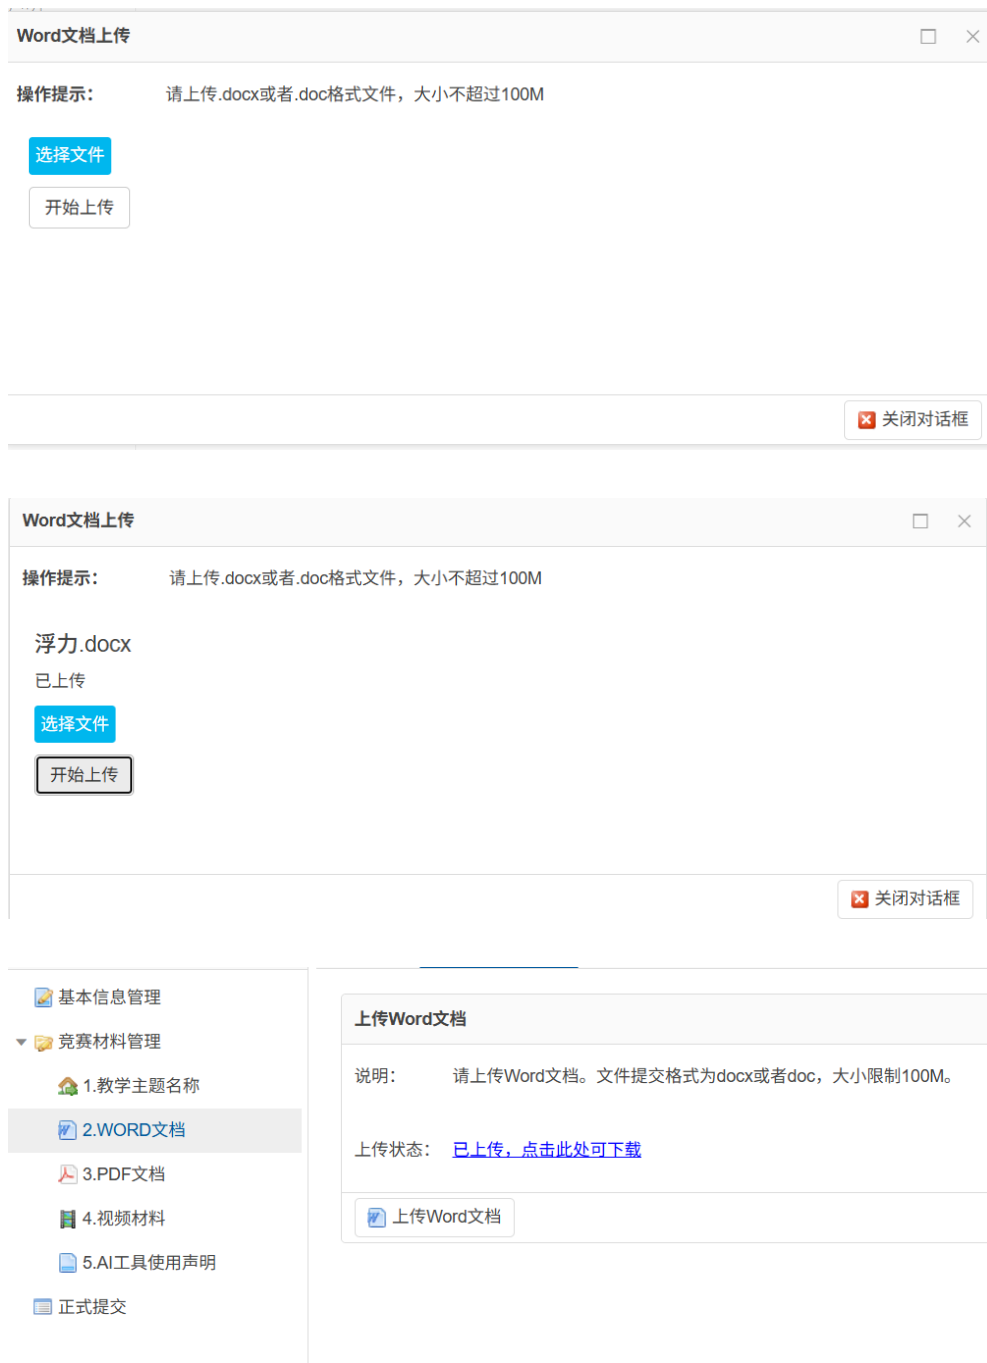 Word文档上传
操作提示： 请上传.docx或者.doc格式文件，大小不超过100M
选择文件
开始上传
关闭对话框
Word文档上传
操作提示： 请上传.docx或者.doc格式文件，大小不超过100M
浮力.docx
已上传
选择文件
开始上传
关闭对话框
基本信息管理
竞赛材料管理
1.教学主题名称
2.WORD文档
3.PDF文档
4.视频材料
5.AI工具使用声明
正式提交
上传Word文档
说明： 请上传Word文档。文件提交格式为docx或者doc，大小限制100M。
上传状态： 已上传，点击此处可下载
上传Word文档